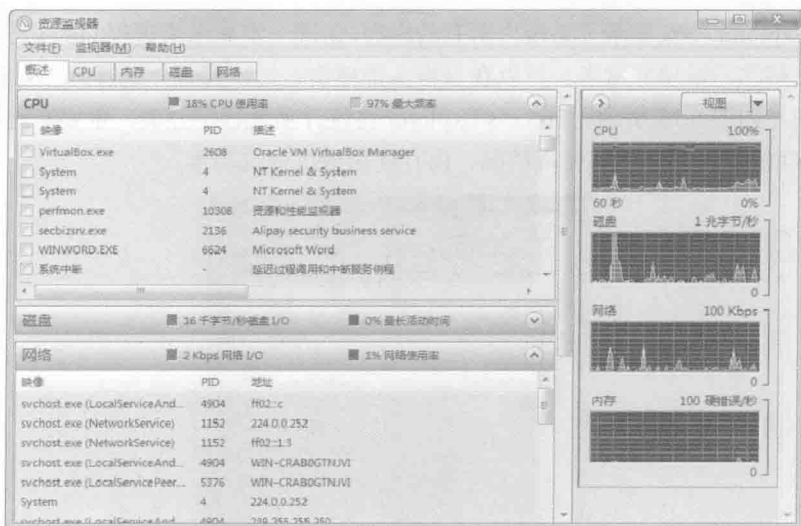 资源监视器
文件(F) 监视器(M) 帮助(H)
概述 CPU 内存 磁盘 网络
CPU 18% CPU 使用率 97% 最大频率
映像 PID 描述
VirtualBox.exe 2608 Oracle VM VirtualBox Manager
System 4 NT Kernel & System
System 4 NT Kernel & System
perfmon.exe 10308 资源和性能监视器
secbizsrv.exe 2136 Alipay security business service
WINWORD.EXE 6624 Microsoft Word
系统中断 - 延迟过程调用和中断服务例程
磁盘 16 千字节/秒磁盘 I/O 0% 最长活动时间
网络 2 Kbps 网络 I/O 1% 网络使用率
映像 PID 地址
svchost.exe (LocalServiceAnd... 4904 ff02::c
svchost.exe (NetworkService) 1152 224.0.0.252
svchost.exe (NetworkService) 1152 ff02::1:3
svchost.exe (LocalServiceAnd... 4904 WIN-CRAB0GTNJVI
svchost.exe (LocalServicePeer... 5376 WIN-CRAB0GTNJVI
System 4 224.0.0.252
svchost.exe (LocalServiceAnd... 4904 239.255.255.250
视图
CPU 100%
60 秒 0%
磁盘 1 兆字节/秒
0
网络 100 Kbps
0
内存 100 硬错误/秒
0